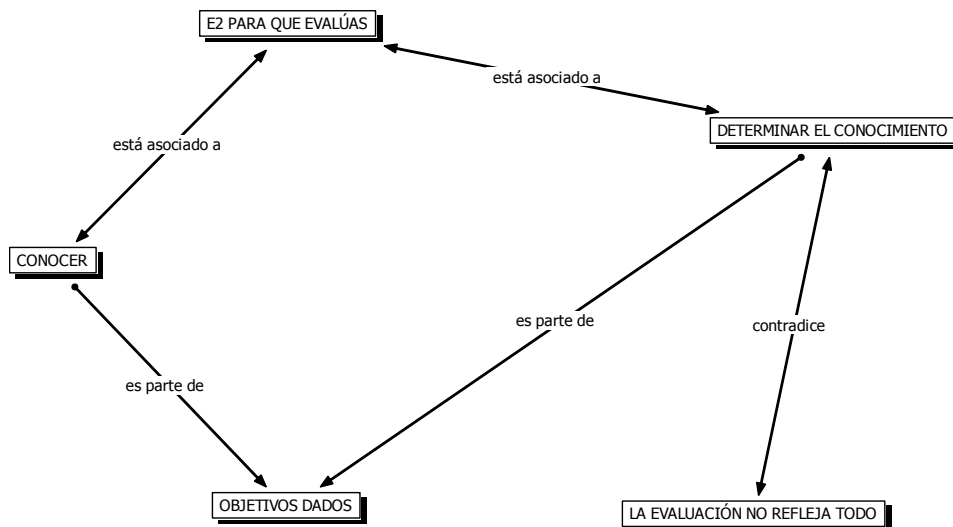 E2 PARA QUE EVALÚAS
está asociado a
DETERMINAR EL CONOCIMIENTO
está asociado a
CONOCER
es parte de
contradice
es parte de
OBJETIVOS DADOS
LA EVALUACIÓN NO REFLEJA TODO